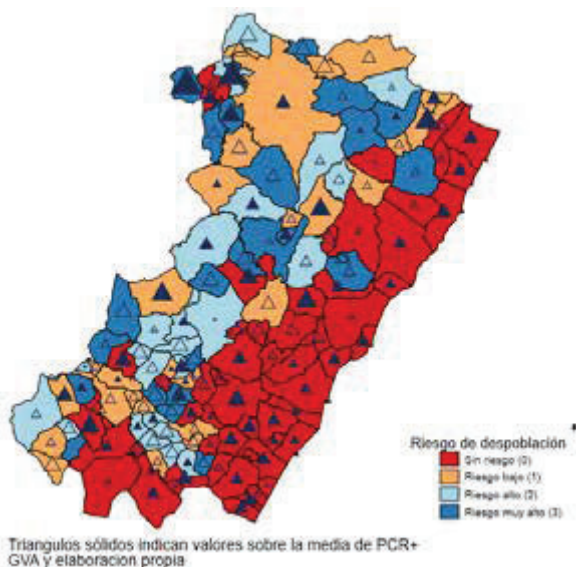 Riesgo de despoblación
Sin riesgo (0)
Riesgo bajo (1)
Riesgo alto (2)
Riesgo muy alto (3)
Triangulos sólidos indican valores sobre la media de PCR+
GVA y elaboracion propia